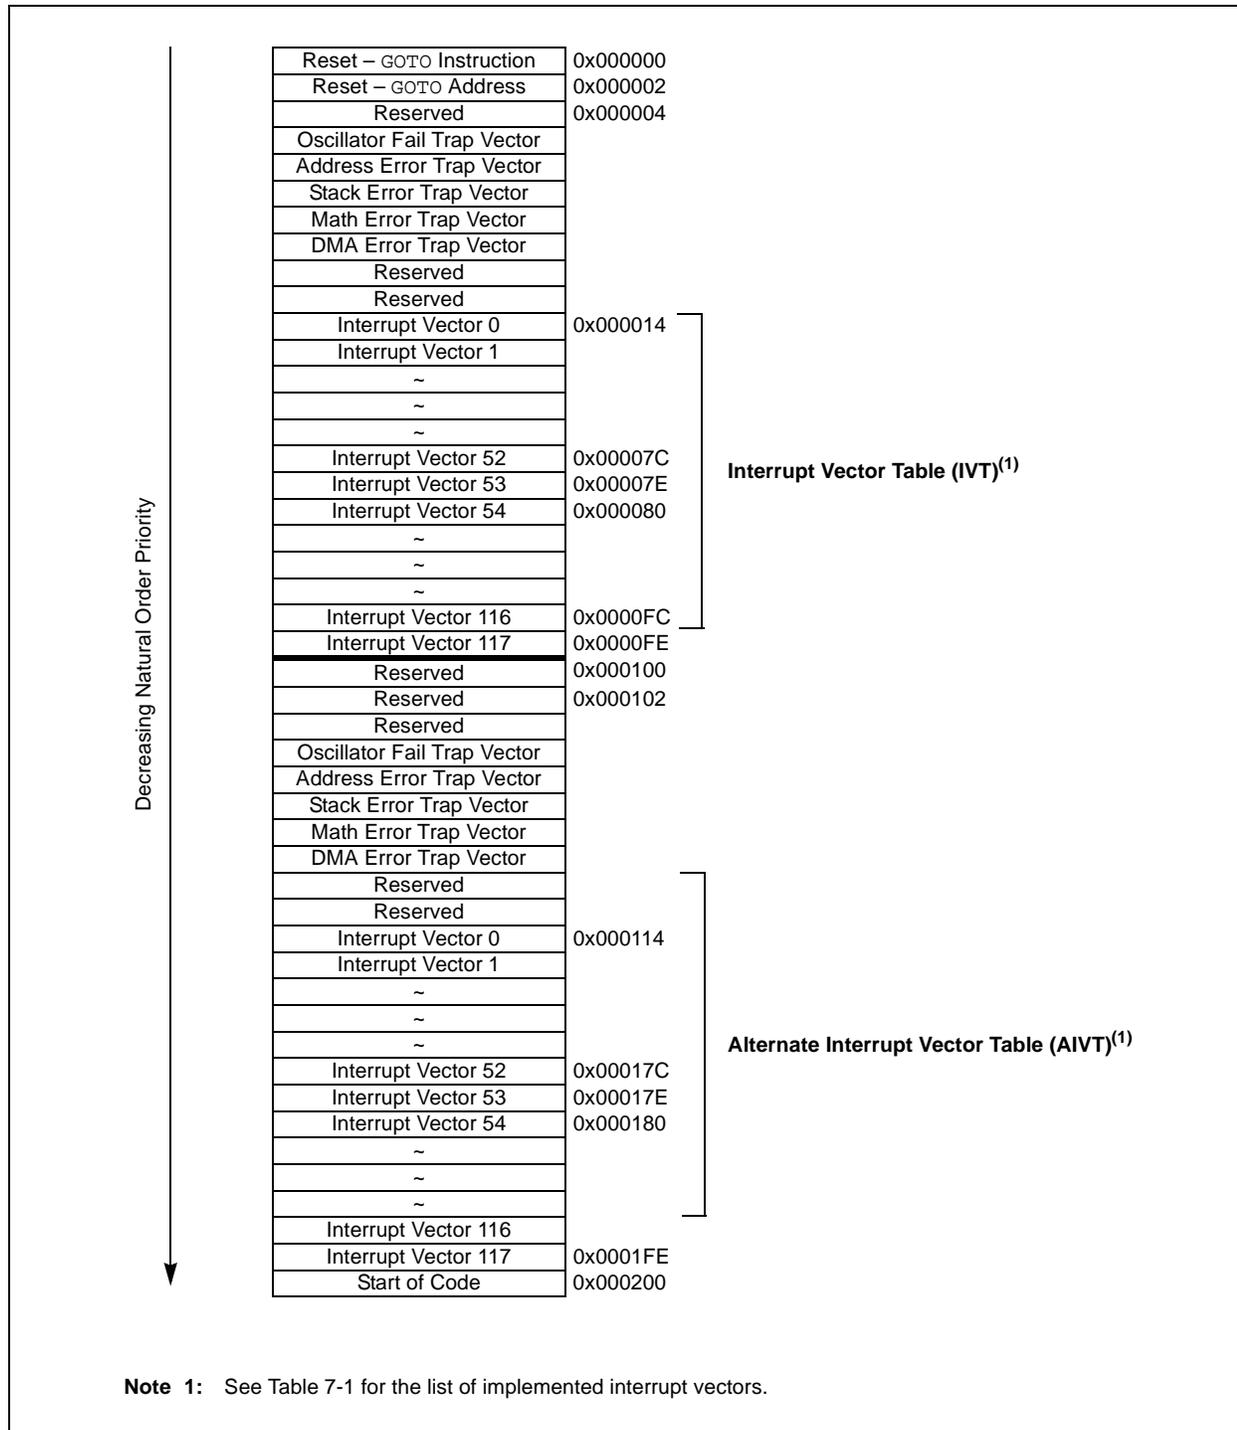 Reset – GOTO Instruction 0x000000
Reset – GOTO Address 0x000002
Reserved 0x000004
Oscillator Fail Trap Vector
Address Error Trap Vector
Stack Error Trap Vector
Math Error Trap Vector
DMA Error Trap Vector
Reserved
Reserved
Interrupt Vector 0 0x000014
Interrupt Vector 1
~
~
~
Interrupt Vector 52 0x00007C
Interrupt Vector 53 0x00007E
Interrupt Vector 54 0x000080
~
~
~
Interrupt Vector 116 0x0000FC
Interrupt Vector 117 0x0000FE
Reserved 0x000100
Reserved 0x000102
Reserved
Oscillator Fail Trap Vector
Address Error Trap Vector
Stack Error Trap Vector
Math Error Trap Vector
DMA Error Trap Vector
Reserved
Reserved
Interrupt Vector 0 0x000114
Interrupt Vector 1
~
~
~
Interrupt Vector 52 0x00017C
Interrupt Vector 53 0x00017E
Interrupt Vector 54 0x000180
~
~
~
Interrupt Vector 116
Interrupt Vector 117 0x0001FE
Start of Code 0x000200
Decreasing Natural Order Priority
Interrupt Vector Table (IVT)(1)
Alternate Interrupt Vector Table (AIVT)(1)
Note 1: See Table 7-1 for the list of implemented interrupt vectors.